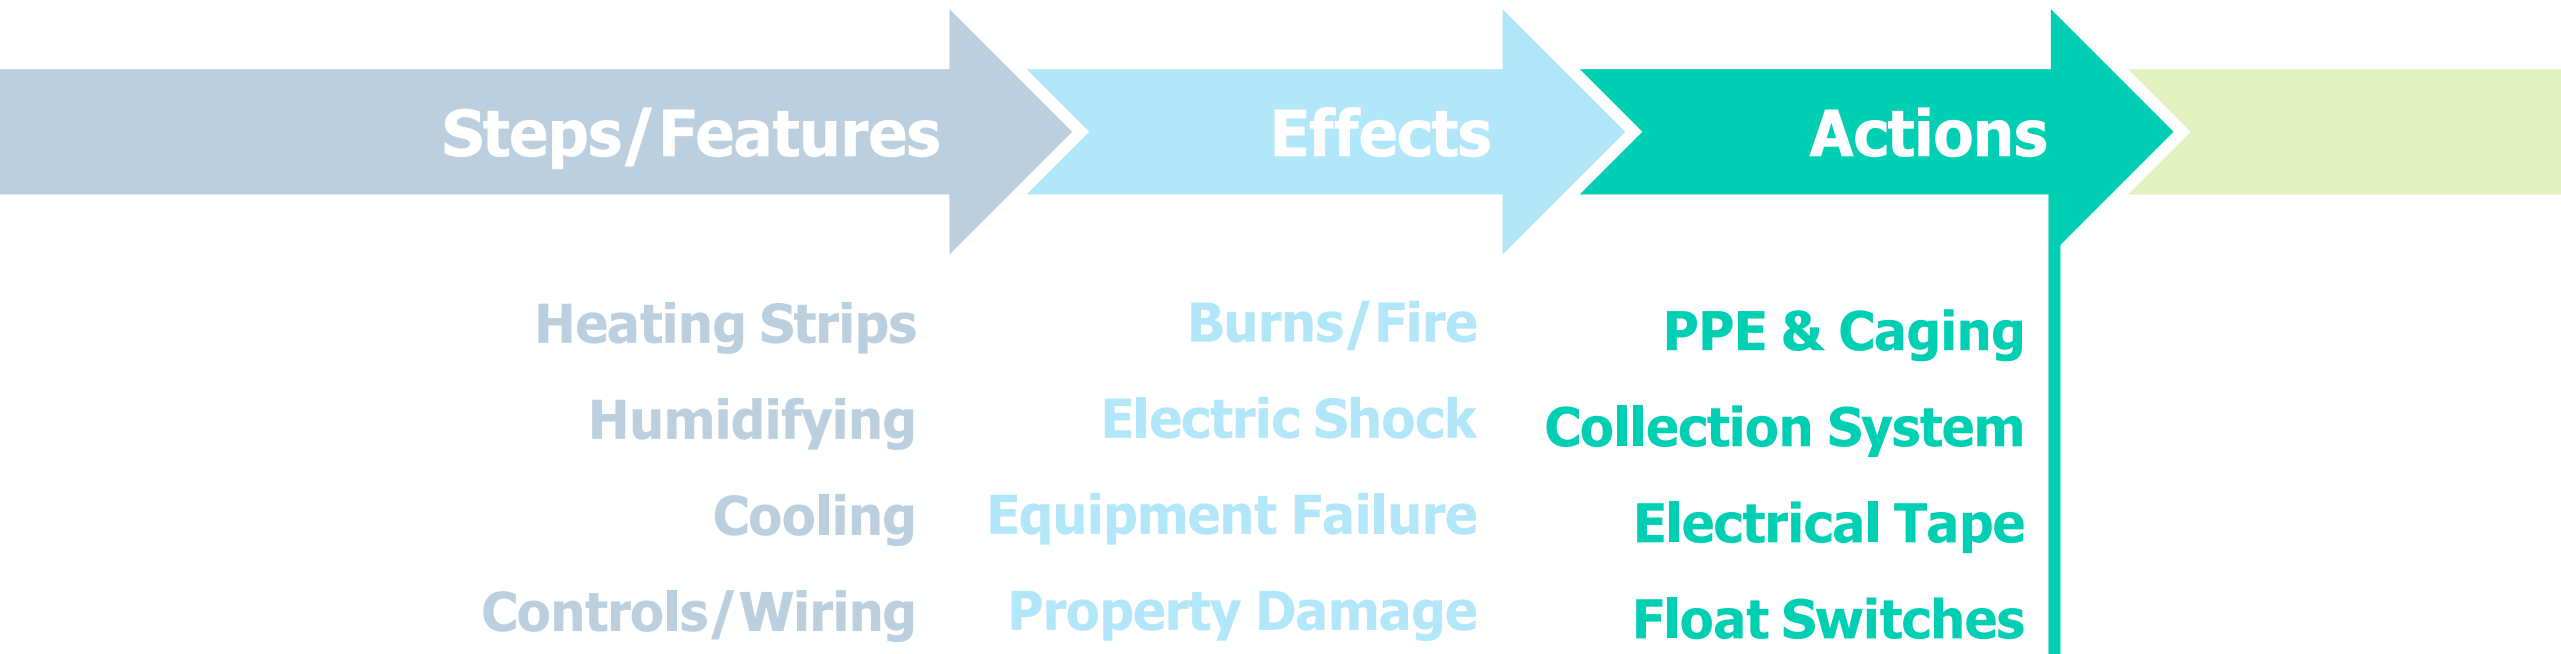 Steps/Features
Effects
Actions
Heating Strips
Humidifying
Cooling
Controls/Wiring
Burns/Fire
Electric Shock
Equipment Failure
Property Damage
PPE & Caging
Collection System
Electrical Tape
Float Switches